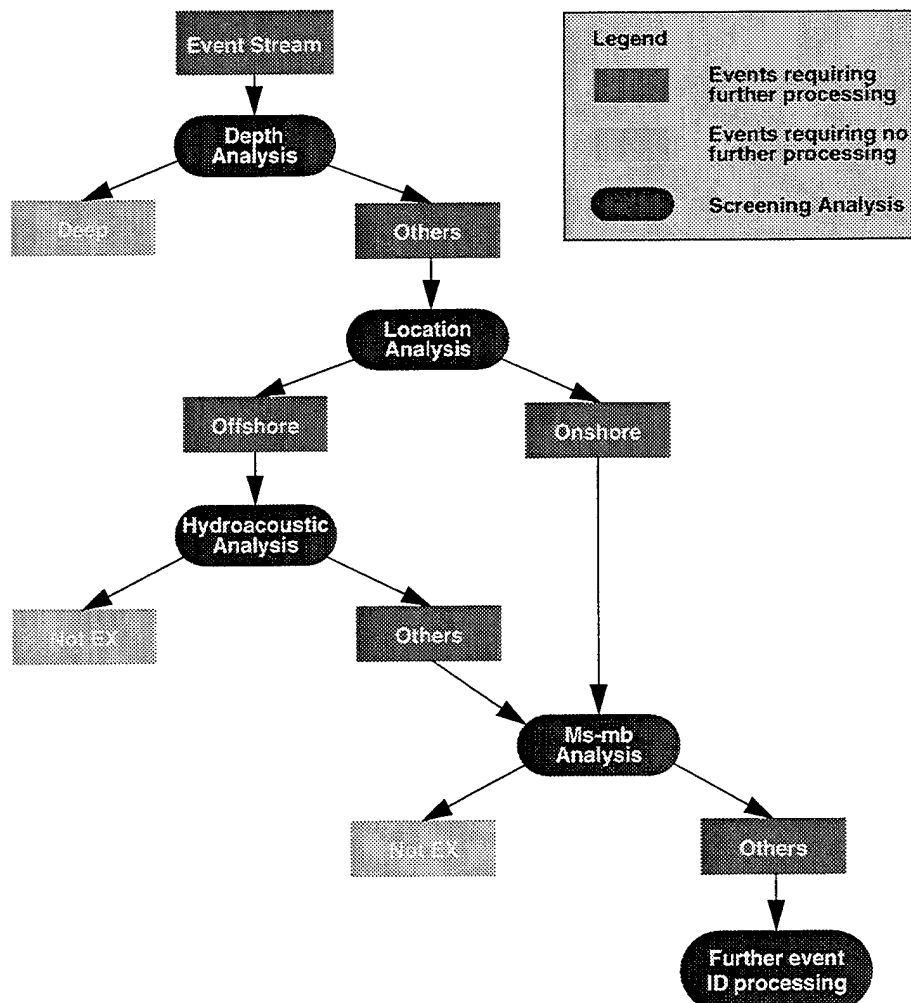 Event Stream
Legend
Events requiring
further processing
Events requiring no
further processing
Screening Analysis
Depth
Analysis
Deep
Others
Location
Analysis
Offshore
Onshore
Hydroacoustic
Analysis
Not EX
Others
Ms-mb
Analysis
Not EX
Others
Further event
ID processing